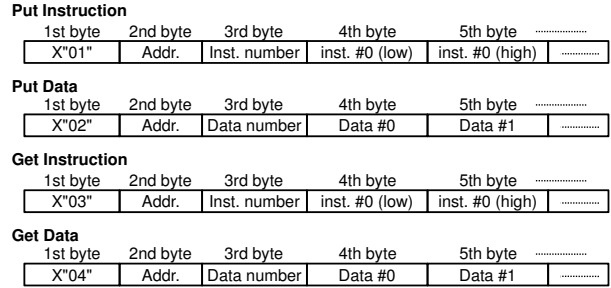 Put Instruction
1st byte 2nd byte 3rd byte 4th byte 5th byte ..................
X"01" Addr. Inst. number inst. #0 (low) inst. #0 (high) .............
Put Data
1st byte 2nd byte 3rd byte 4th byte 5th byte ..................
X"02" Addr. Data number Data #0 Data #1 .............
Get Instruction
1st byte 2nd byte 3rd byte 4th byte 5th byte ..................
X"03" Addr. Inst. number inst. #0 (low) inst. #0 (high) .............
Get Data
1st byte 2nd byte 3rd byte 4th byte 5th byte ..................
X"04" Addr. Data number Data #0 Data #1 .............